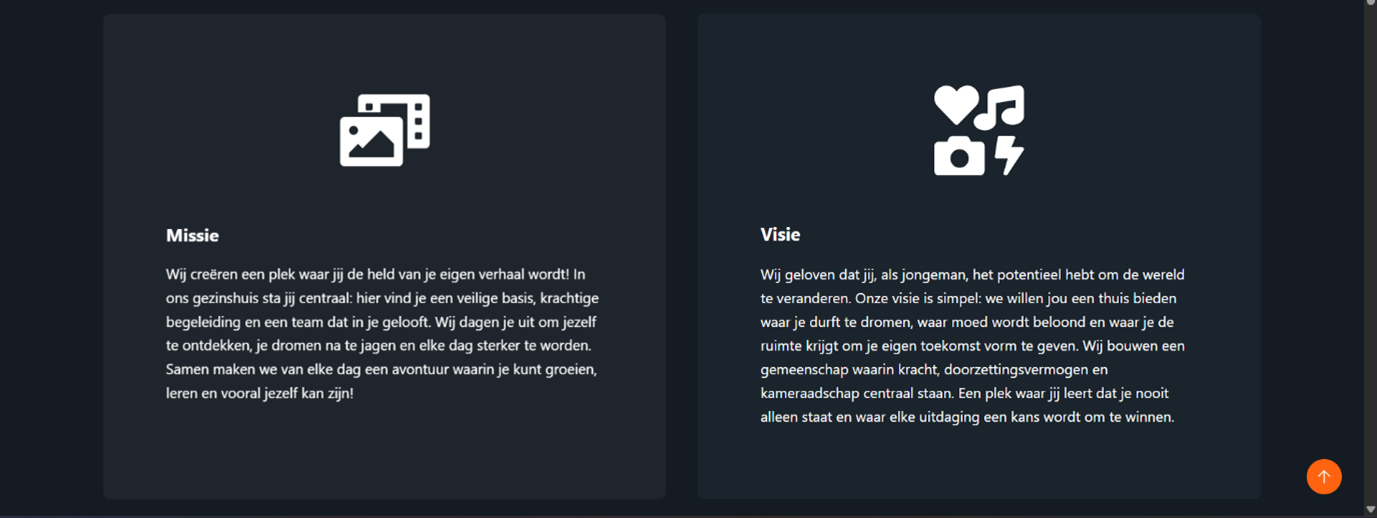 Missie
Wij creëren een plek waar jij de held van je eigen verhaal wordt! In
ons gezinshuis sta jij centraal: hier vind je een veilige basis, krachtige
begeleiding en een team dat in je gelooft. Wij dagen je uit om jezelf
te ontdekken, je dromen na te jagen en elke dag sterker te worden.
Samen maken we van elke dag een avontuur waarin je kunt groeien,
leren en vooral jezelf kan zijn!
Visie
Wij geloven dat jij, als jongeman, het potentieel hebt om de wereld
te veranderen. Onze visie is simpel: we willen jou een thuis bieden
waar je durft te dromen, waar moed wordt beloond en waar je de
ruimte krijgt om je eigen toekomst vorm te geven. Wij bouwen een
gemeenschap waarin kracht, doorzettingsvermogen en
kameraadschap centraal staan. Een plek waar jij leert dat je nooit
alleen staat en waar elke uitdaging een kans wordt om te winnen.